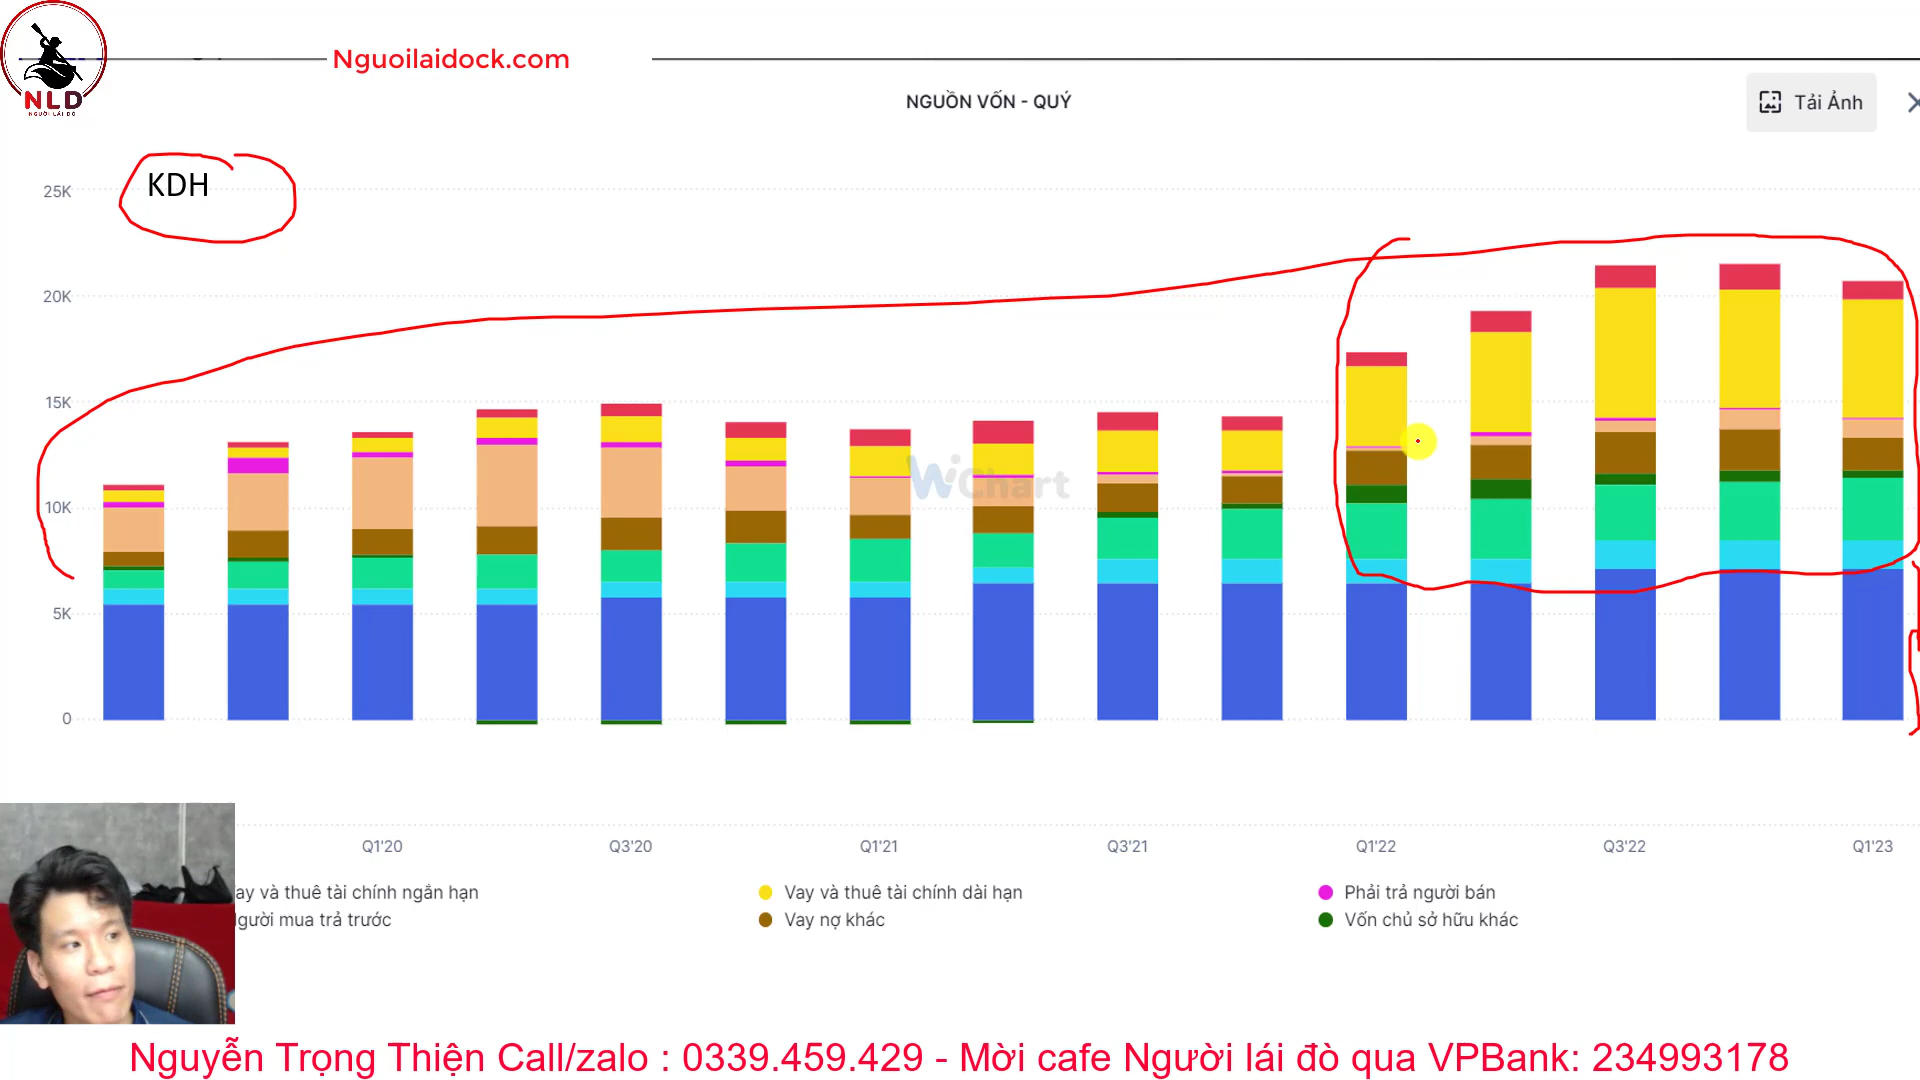 Nguoilaidock.com
NLD
NGƯỜI LÁI ĐÒ
NGUỒN VỐN - QUÝ
Tải Ảnh
KDH
25K
20K
15K
10K
5K
0
WiChart
Q1'20
Q3'20
Q1'21
Q3'21
Q1'22
Q3'22
Q1'23
ay và thuê tài chính ngắn hạn
Vay và thuê tài chính dài hạn
Phải trả người bán
gười mua trả trước
Vay nợ khác
Vốn chủ sở hữu khác
Nguyễn Trọng Thiện Call/zalo : 0339.459.429 - Mời cafe Người lái đò qua VPBank: 234993178